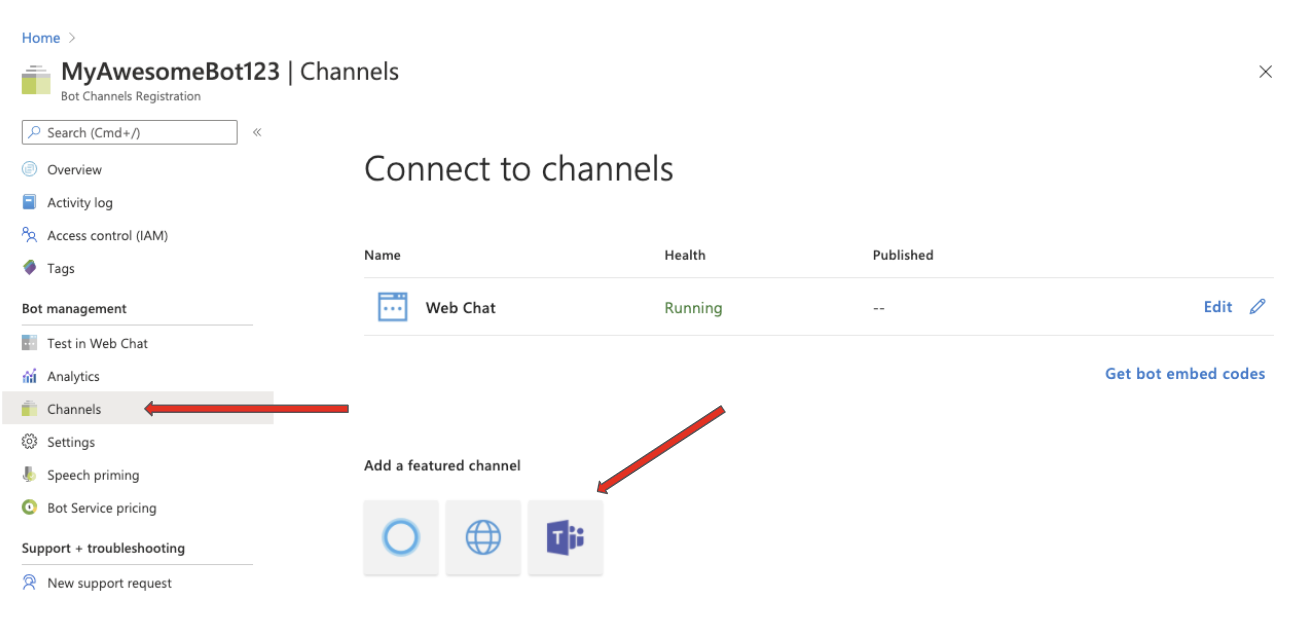 Home >
MyAwesomeBot123 | Channels
Bot Channels Registration
Search (Cmd+/)
«
Overview
Activity log
Access control (IAM)
Tags
Bot management
Test in Web Chat
Analytics
Channels
Settings
Speech priming
Bot Service pricing
Support + troubleshooting
New support request
Connect to channels
Name Health Published
Web Chat Running -- Edit
Get bot embed codes
Add a featured channel
T